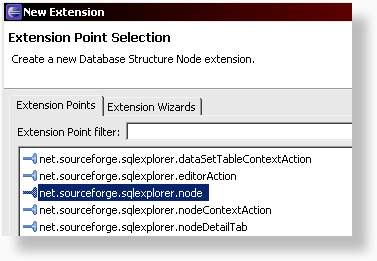 New Extension
Extension Point Selection
Create a new Database Structure Node extension.
Extension Points
Extension Wizards
Extension Point filter:
net.sourceforge.sqlexplorer.dataSetTableContextAction
net.sourceforge.sqlexplorer.editorAction
net.sourceforge.sqlexplorer.node
net.sourceforge.sqlexplorer.nodeContextAction
net.sourceforge.sqlexplorer.nodeDetailTab